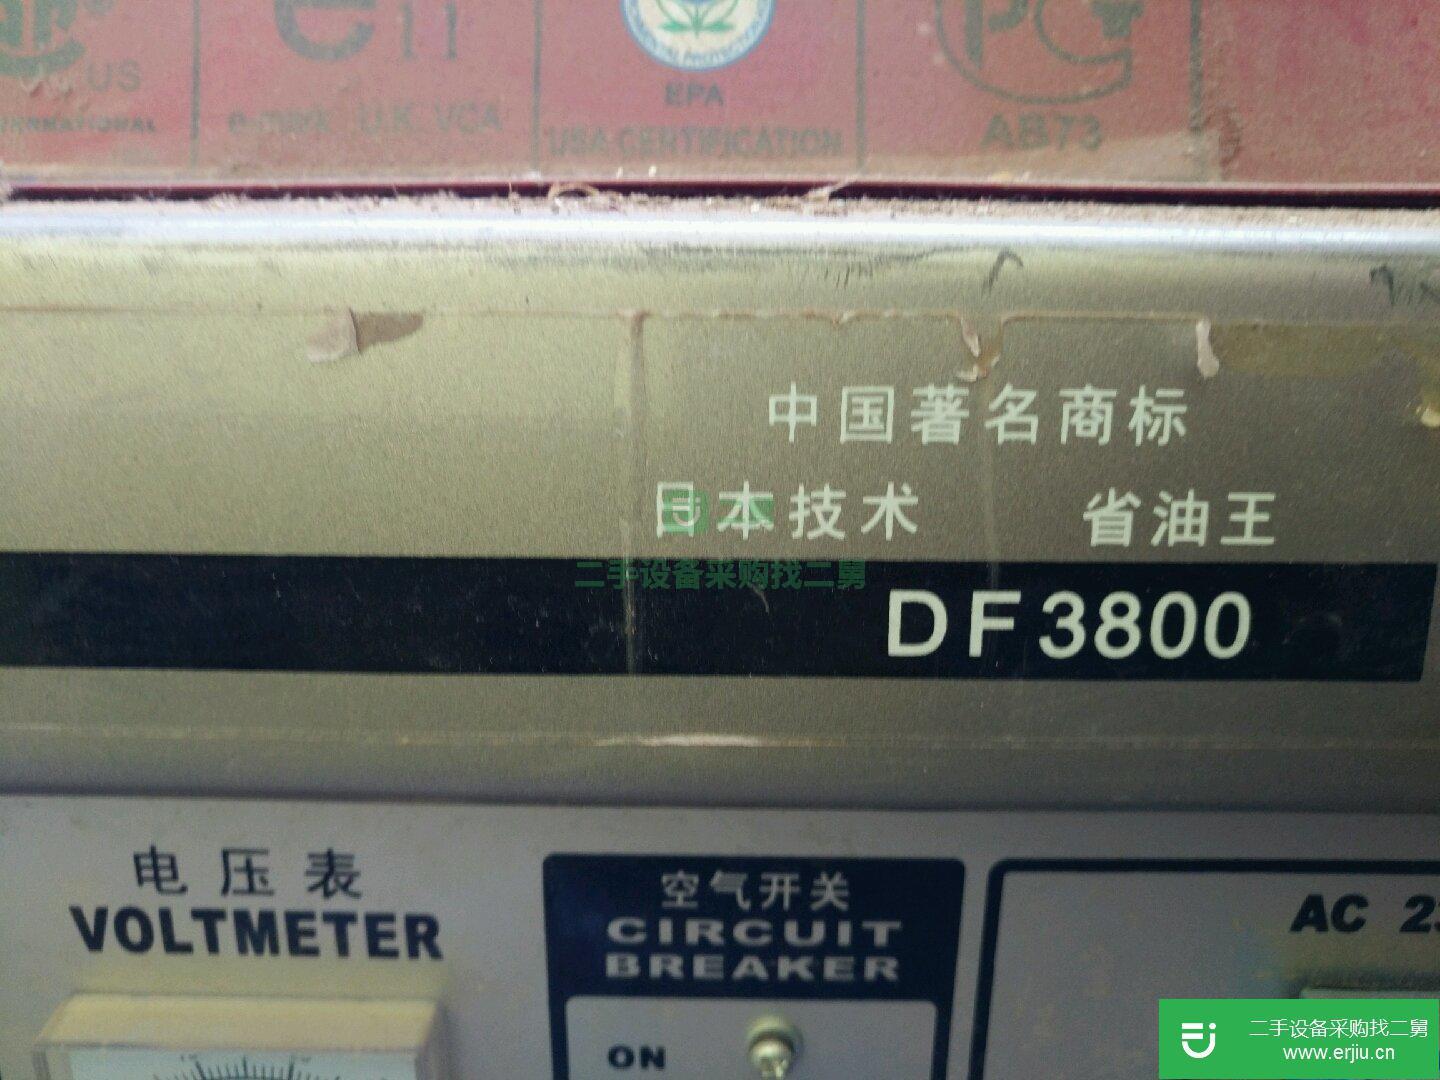 US
e11
EPA
e-mark U.K. VCA
USA CERTIFICATION
AB73
中国著名商标
日本技术 省油王
二手设备采购找二舅
DF3800
电压表
VOLTMETER
空气开关
CIRCUIT
BREAKER
AC
ON
二手设备采购找二舅
www.erjiu.cn